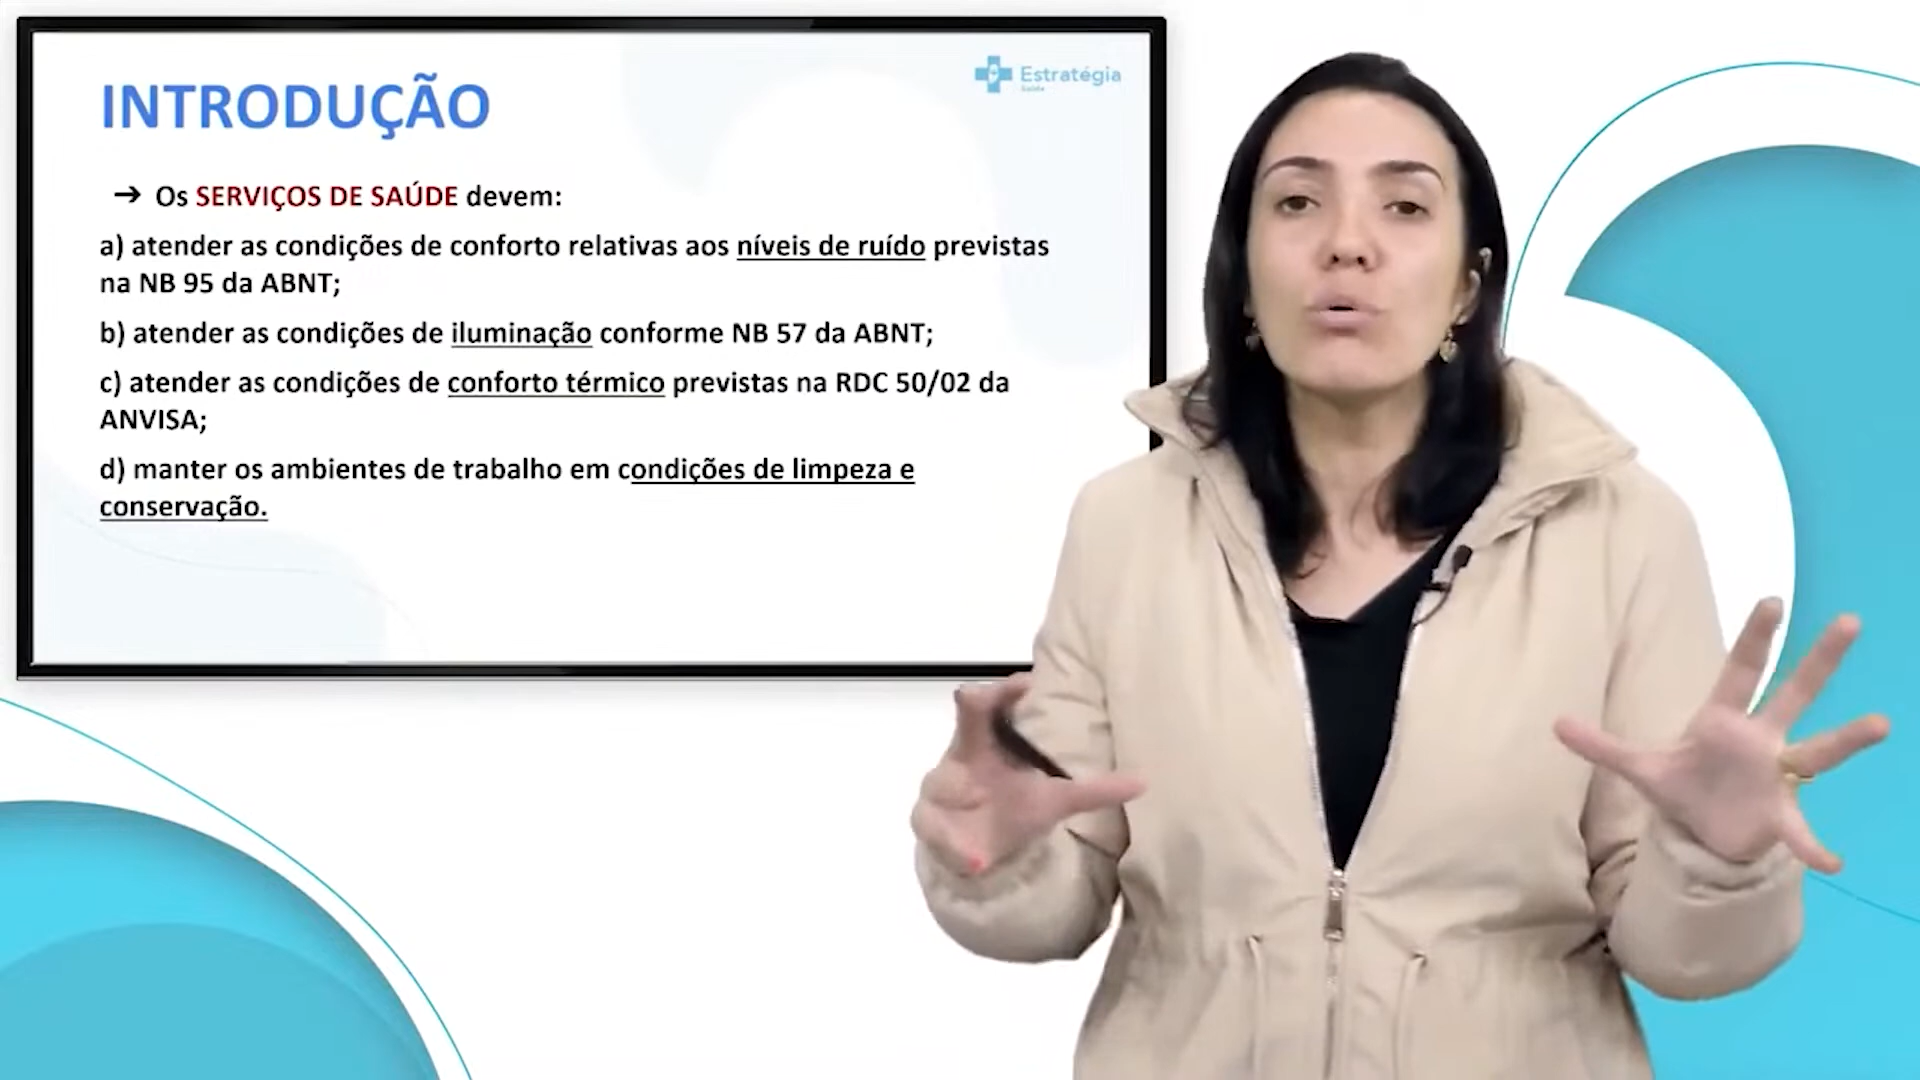 INTRODUÇÃO
Estratégia
Saúde
➔ Os SERVIÇOS DE SAÚDE devem:
a) atender as condições de conforto relativas aos níveis de ruído previstas
na NB 95 da ABNT;
b) atender as condições de iluminação conforme NB 57 da ABNT;
c) atender as condições de conforto térmico previstas na RDC 50/02 da
ANVISA;
d) manter os ambientes de trabalho em condições de limpeza e
conservação.